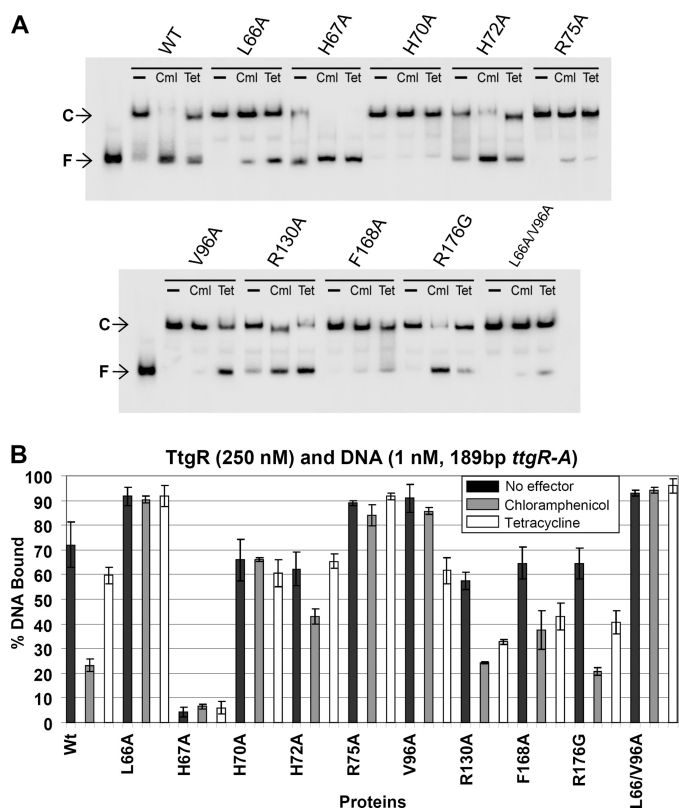 A
WT L66A H67A H70A H72A R75A
– Cml Tet – Cml Tet – Cml Tet – Cml Tet – Cml Tet – Cml Tet
C→
F→
V96A R130A F168A R176G L66A/V96A
– Cml Tet – Cml Tet – Cml Tet – Cml Tet – Cml Tet
C→
F→
B
TtgR (250 nM) and DNA (1 nM, 189bp ttgR-A)
No effector
Chloramphenicol
Tetracycline
% DNA Bound
100
90
80
70
60
50
40
30
20
10
0
Wt L66A H67A H70A H72A R75A V96A R130A F168A R176G L66/V96A
Proteins